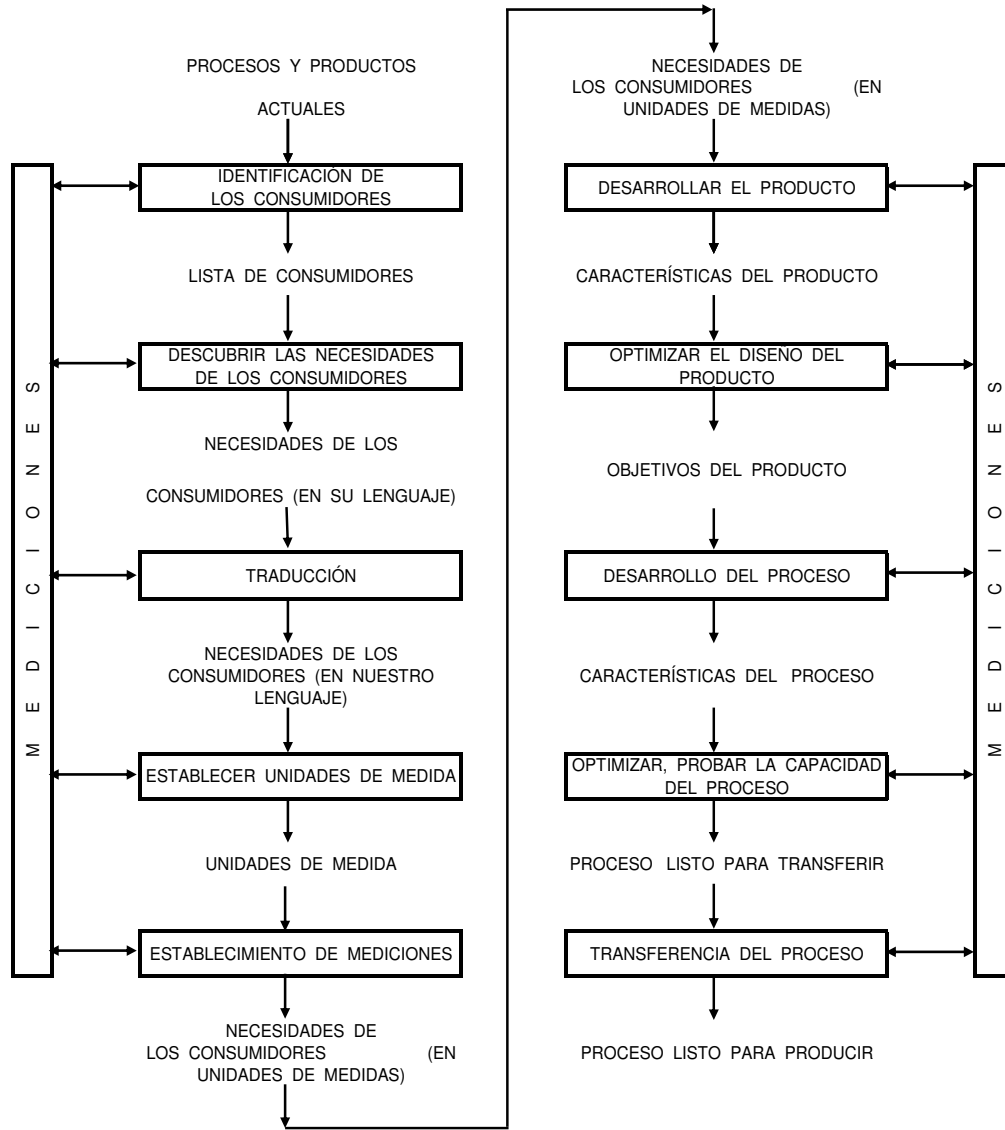 PROCESOS Y PRODUCTOS
ACTUALES
IDENTIFICACIÓN DE
LOS CONSUMIDORES
LISTA DE CONSUMIDORES
DESCUBRIR LAS NECESIDADES
DE LOS CONSUMIDORES
NECESIDADES DE LOS
CONSUMIDORES (EN SU LENGUAJE)
TRADUCCIÓN
NECESIDADES DE LOS
CONSUMIDORES (EN NUESTRO
LENGUAJE)
ESTABLECER UNIDADES DE MEDIDA
UNIDADES DE MEDIDA
ESTABLECIMIENTO DE MEDICIONES
NECESIDADES DE
LOS CONSUMIDORES (EN
UNIDADES DE MEDIDAS)
MEDICIONES
NECESIDADES DE
LOS CONSUMIDORES (EN
UNIDADES DE MEDIDAS)
DESARROLLAR EL PRODUCTO
CARACTERÍSTICAS DEL PRODUCTO
OPTIMIZAR EL DISEÑO DEL
PRODUCTO
OBJETIVOS DEL PRODUCTO
DESARROLLO DEL PROCESO
CARACTERÍSTICAS DEL PROCESO
OPTIMIZAR, PROBAR LA CAPACIDAD
DEL PROCESO
PROCESO LISTO PARA TRANSFERIR
TRANSFERENCIA DEL PROCESO
PROCESO LISTO PARA PRODUCIR
MEDICIONES